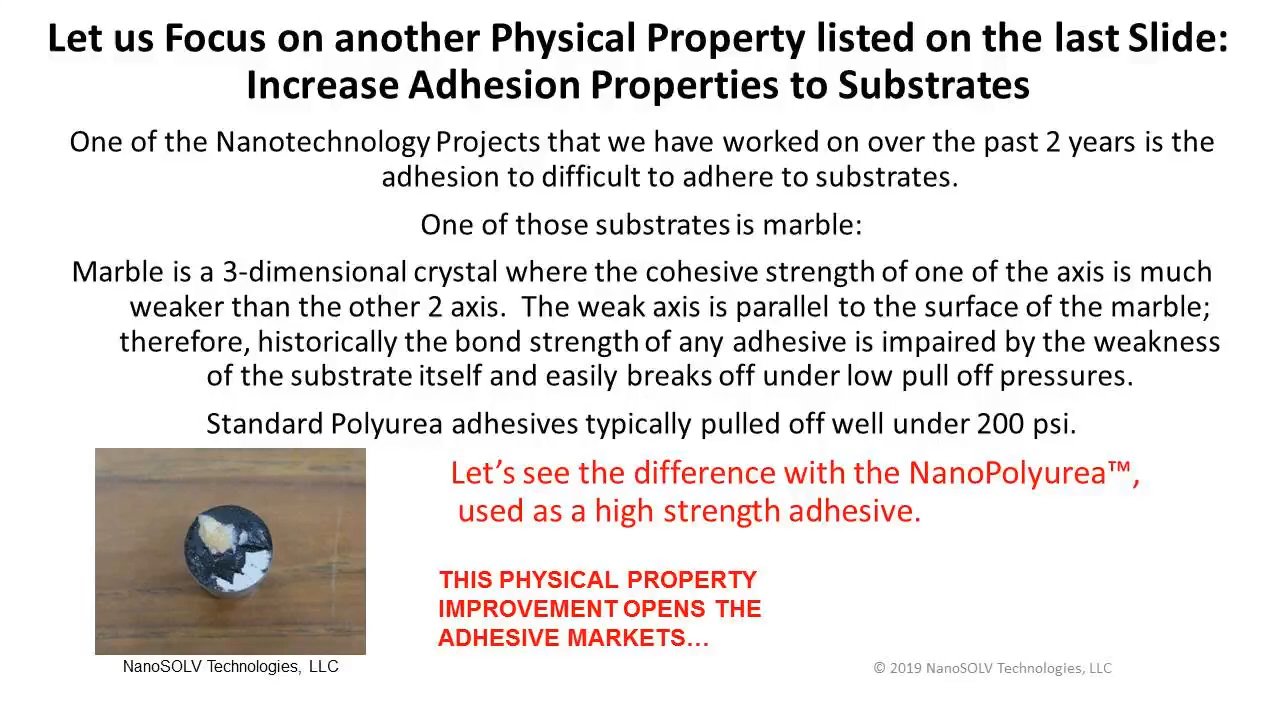 Let us Focus on another Physical Property listed on the last Slide:
Increase Adhesion Properties to Substrates
One of the Nanotechnology Projects that we have worked on over the past 2 years is the
adhesion to difficult to adhere to substrates.
One of those substrates is marble:
Marble is a 3-dimensional crystal where the cohesive strength of one of the axis is much
weaker than the other 2 axis.  The weak axis is parallel to the surface of the marble;
therefore, historically the bond strength of any adhesive is impaired by the weakness
of the substrate itself and easily breaks off under low pull off pressures.
Standard Polyurea adhesives typically pulled off well under 200 psi.
Let’s see the difference with the NanoPolyurea™,
used as a high strength adhesive.
THIS PHYSICAL PROPERTY
IMPROVEMENT OPENS THE
ADHESIVE MARKETS…
NanoSOLV Technologies, LLC
© 2019 NanoSOLV Technologies, LLC